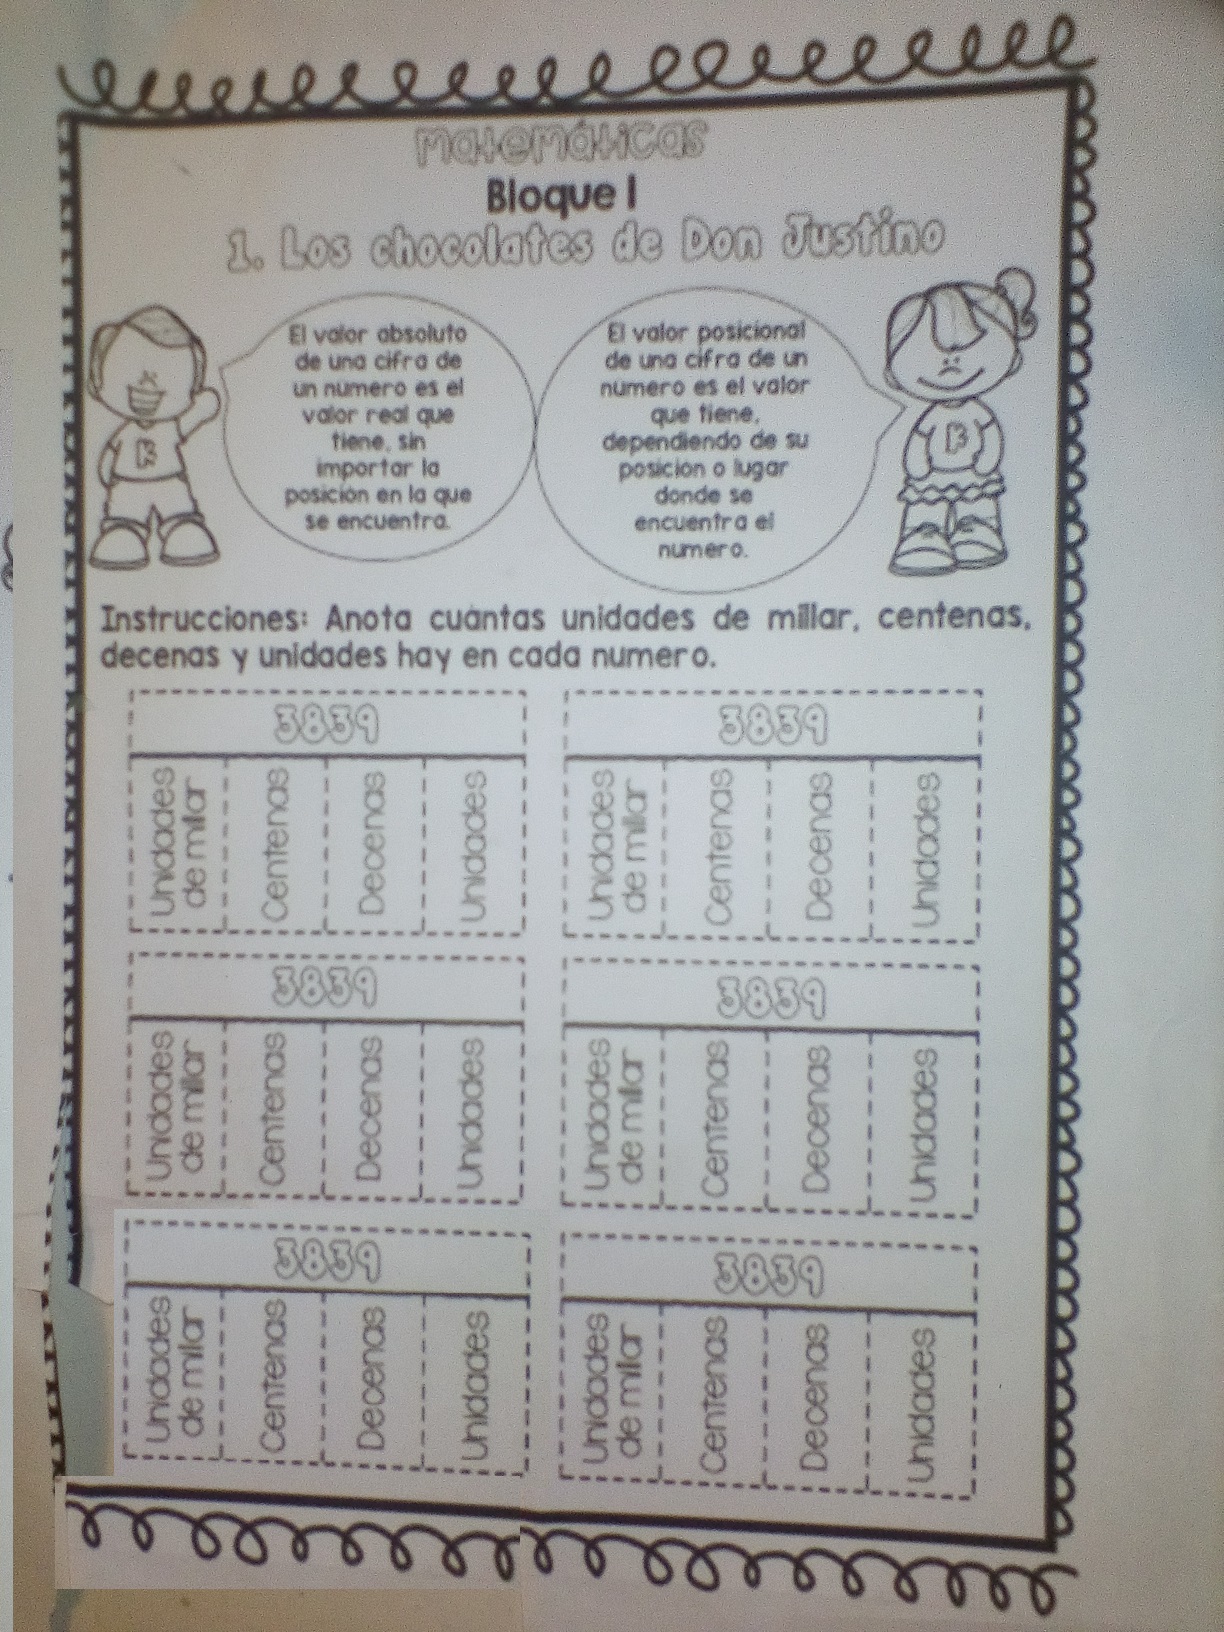 Matemáticas
Bloque I
1. Los chocolates de Don Justino
El valor absoluto
de una cifra de
un número es el
valor real que
tiene, sin
importar la
posición en la que
se encuentra.
El valor posicional
de una cifra de un
número es el valor
que tiene,
dependiendo de su
posición o lugar
donde se
encuentra el
número.
Instrucciones: Anota cuántas unidades de millar, centenas,
decenas y unidades hay en cada numero.
3839
Unidades
de millar
Centenas
Decenas
Unidades
3839
Unidades
de millar
Centenas
Decenas
Unidades
3839
Unidades
de millar
Centenas
Decenas
Unidades
3839
Unidades
de millar
Centenas
Decenas
Unidades
3839
Unidades
de millar
Centenas
Decenas
Unidades
3839
Unidades
de millar
Centenas
Decenas
Unidades